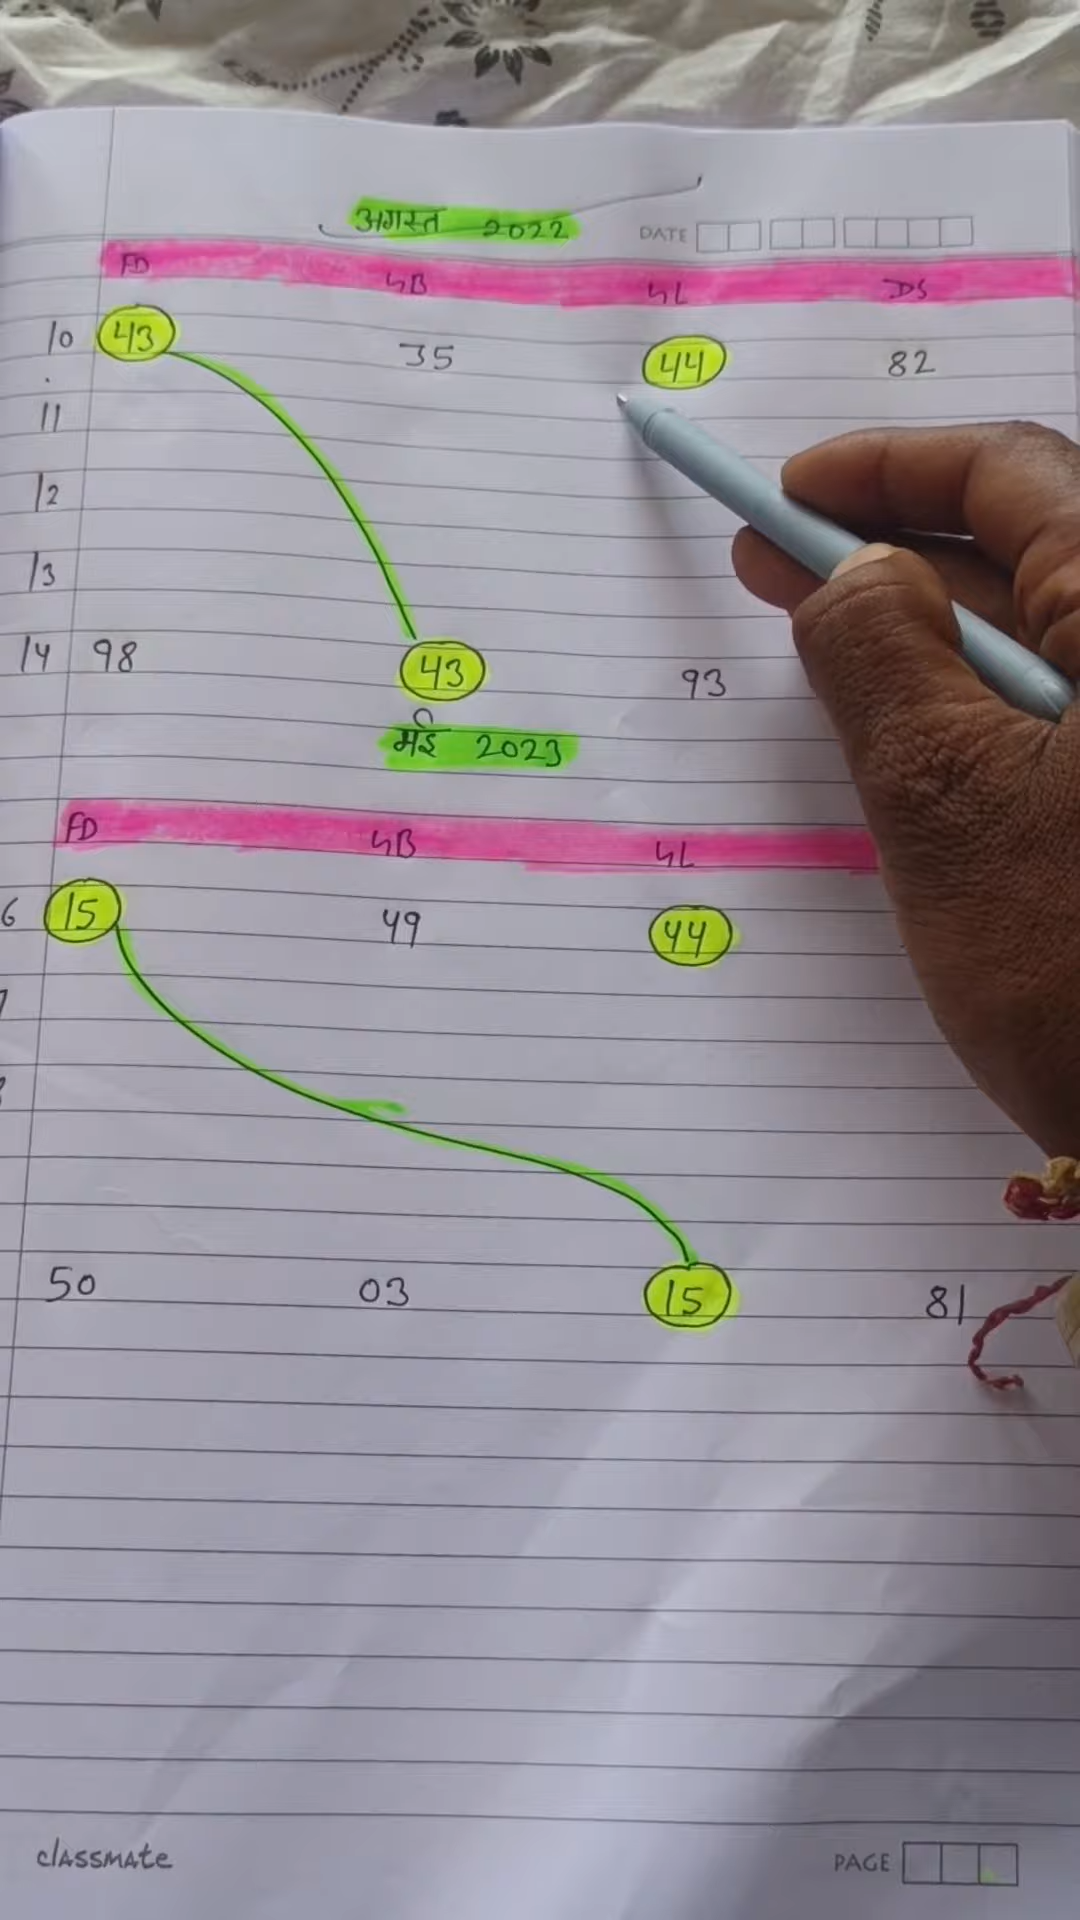 अगस्त 2022
DATE
FD GB GL DS
10 43 35 44 82
11
12
13
14 98 43 93
मई 2023
FD GB GL
6 15 49 44
7
50 03 15 81
classmate
PAGE